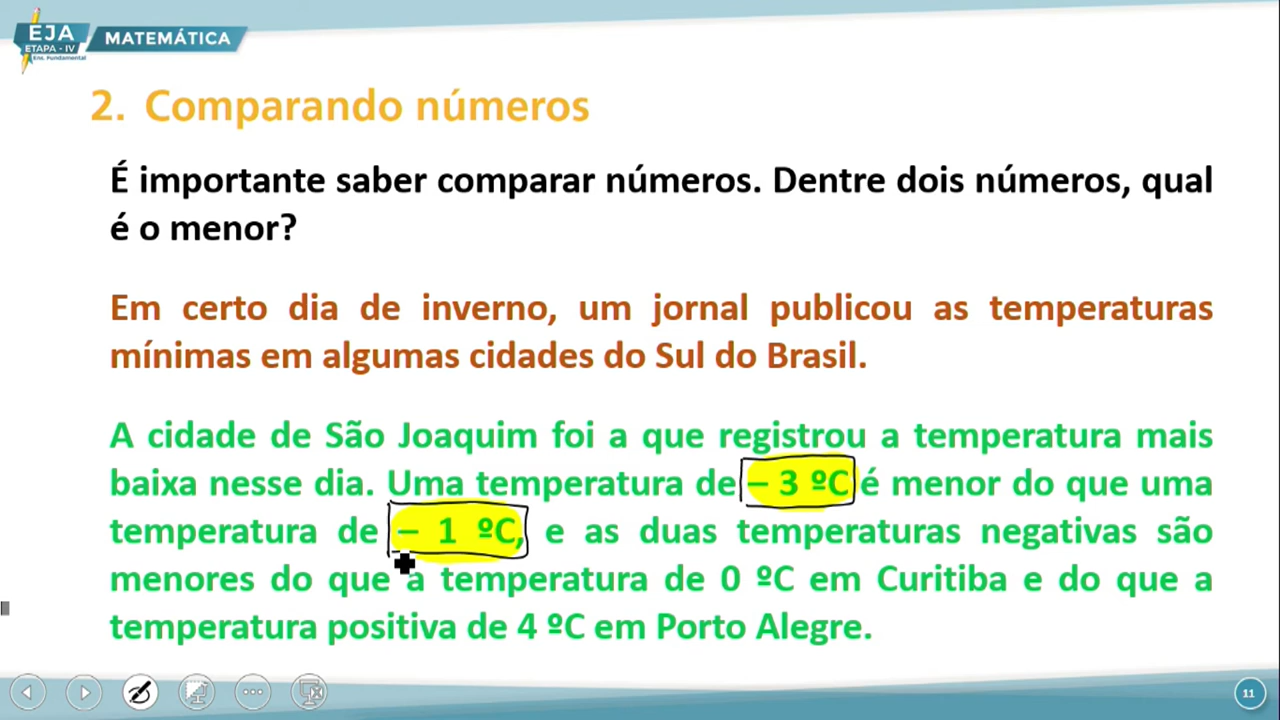 EJA
ETAPA - IV
Ens. Fundamental
MATEMÁTICA
2. Comparando números
É importante saber comparar números. Dentre dois números, qual
é o menor?
Em certo dia de inverno, um jornal publicou as temperaturas
mínimas em algumas cidades do Sul do Brasil.
A cidade de São Joaquim foi a que registrou a temperatura mais
baixa nesse dia. Uma temperatura de – 3 ºC é menor do que uma
temperatura de – 1 ºC, e as duas temperaturas negativas são
menores do que a temperatura de 0 ºC em Curitiba e do que a
temperatura positiva de 4 ºC em Porto Alegre.
11